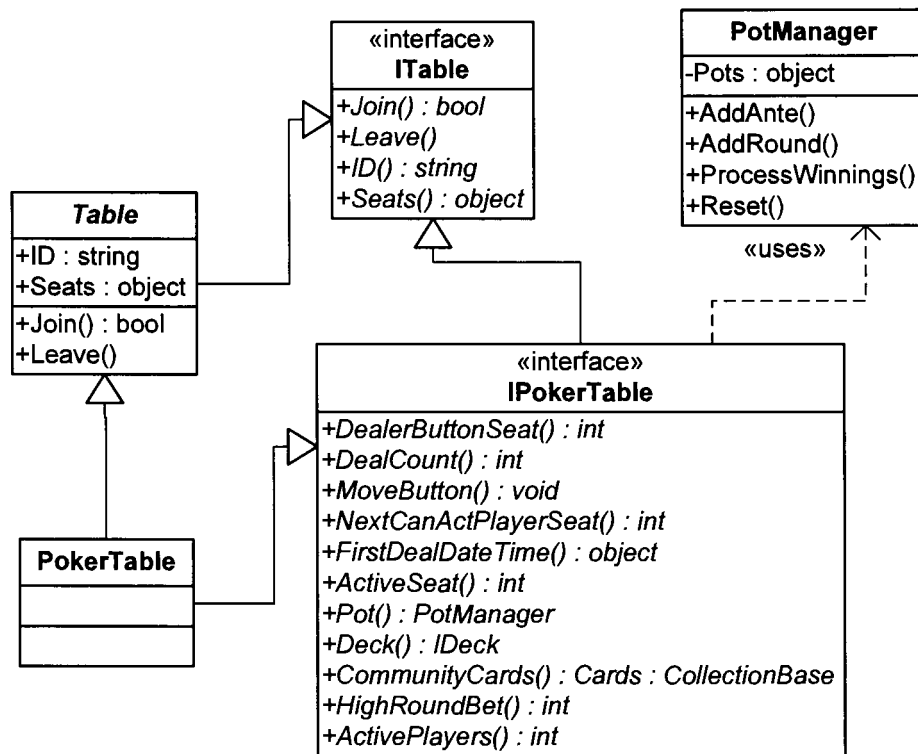 «interface»
ITable
+Join() : bool
+Leave()
+ID() : string
+Seats() : object
PotManager
-Pots : object
+AddAnte()
+AddRound()
+ProcessWinnings()
+Reset()
Table
+ID : string
+Seats : object
+Join() : bool
+Leave()
«uses»
«interface»
IPokerTable
+DealerButtonSeat() : int
+DealCount() : int
+MoveButton() : void
+NextCanActPlayerSeat() : int
+FirstDealDateTime() : object
+ActiveSeat() : int
+Pot() : PotManager
+Deck() : IDeck
+CommunityCards() : Cards : CollectionBase
+HighRoundBet() : int
+ActivePlayers() : int
PokerTable